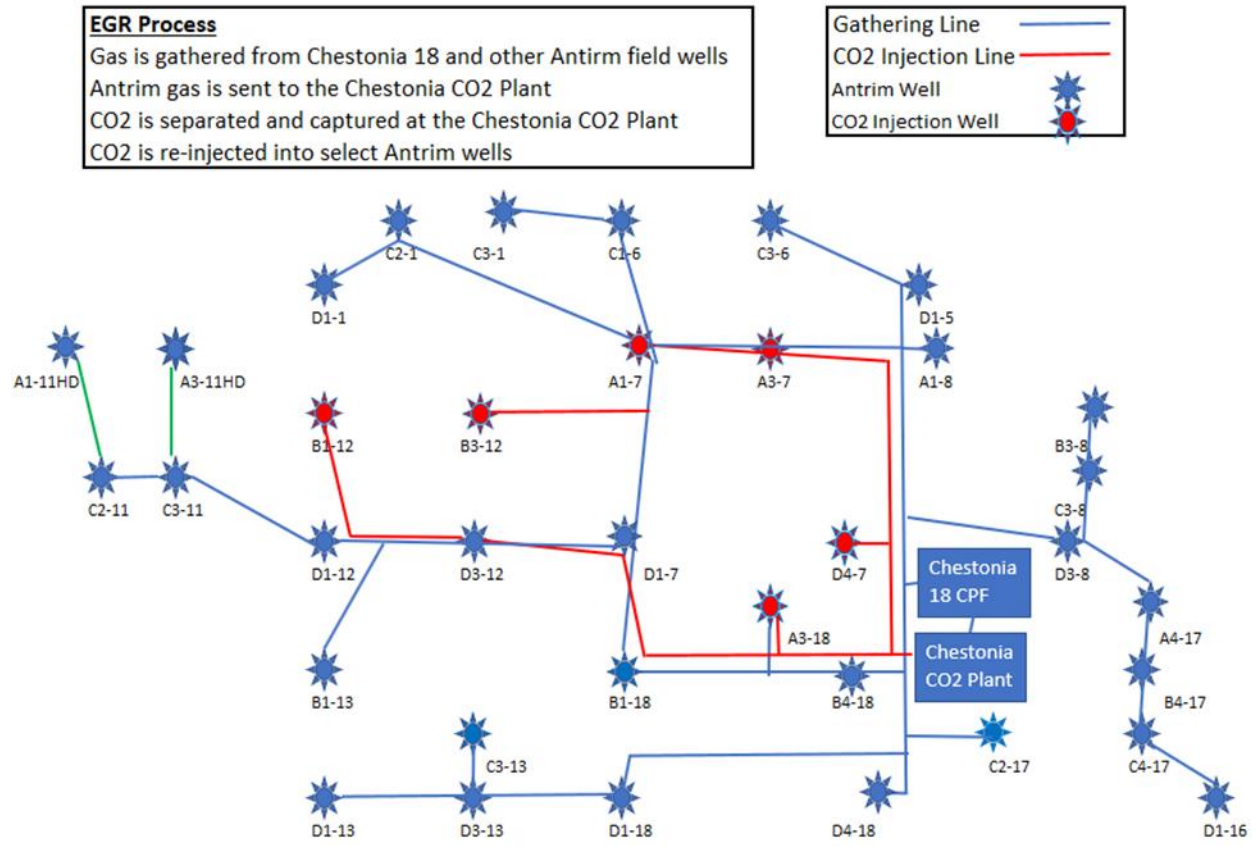 EGR Process
Gas is gathered from Chestonia 18 and other Antirm field wells
Antrim gas is sent to the Chestonia CO2 Plant
CO2 is separated and captured at the Chestonia CO2 Plant
CO2 is re-injected into select Antrim wells
Gathering Line
CO2 Injection Line
Antrim Well
CO2 Injection Well
C2-1
C3-1
C1-6
C3-6
D1-1
D1-5
A1-11HD
A3-11HD
A1-7
A3-7
A1-8
B1-12
B3-12
B3-8
C2-11
C3-11
C3-8
D1-12
D3-12
D1-7
D4-7
D3-8
Chestonia
18 CPF
A3-18
A4-17
Chestonia
CO2 Plant
B1-13
B1-18
B4-18
B4-17
C3-13
C2-17
C4-17
D1-13
D3-13
D1-18
D4-18
D1-16